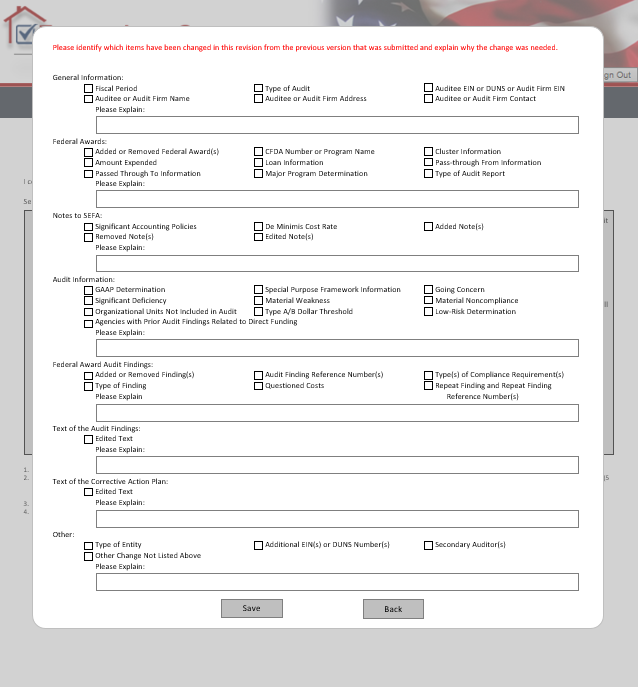 Please identify which items have been changed in this revision from the previous version that was submitted and explain why the change was needed.
gn Out
General Information:
Fiscal Period Type of Audit Auditee EIN or DUNS or Audit Firm EIN
Auditee or Audit Firm Name Auditee or Audit Firm Address Auditee or Audit Firm Contact
Please Explain:
Federal Awards:
Added or Removed Federal Award(s) CFDA Number or Program Name Cluster Information
Amount Expended Loan Information Pass-through From Information
Passed Through To Information Major Program Determination Type of Audit Report
Please Explain:
Notes to SEFA:
Significant Accounting Policies De Minimis Cost Rate Added Note(s)
Removed Note(s) Edited Note(s)
Please Explain:
Audit Information:
GAAP Determination Special Purpose Framework Information Going Concern
Significant Deficiency Material Weakness Material Noncompliance
Organizational Units Not Included in Audit Type A/B Dollar Threshold Low-Risk Determination
Agencies with Prior Audit Findings Related to Direct Funding
Please Explain:
Federal Award Audit Findings:
Added or Removed Finding(s) Audit Finding Reference Number(s) Type(s) of Compliance Requirement(s)
Type of Finding Questioned Costs Repeat Finding and Repeat Finding
Please Explain Reference Number(s)
Text of the Audit Findings:
Edited Text
Please Explain:
1.
2.
Text of the Corrective Action Plan:
Edited Text
Please Explain:
3.
4.
Other:
Type of Entity Additional EIN(s) or DUNS Number(s) Secondary Auditor(s)
Other Change Not Listed Above
Please Explain:
Save Back